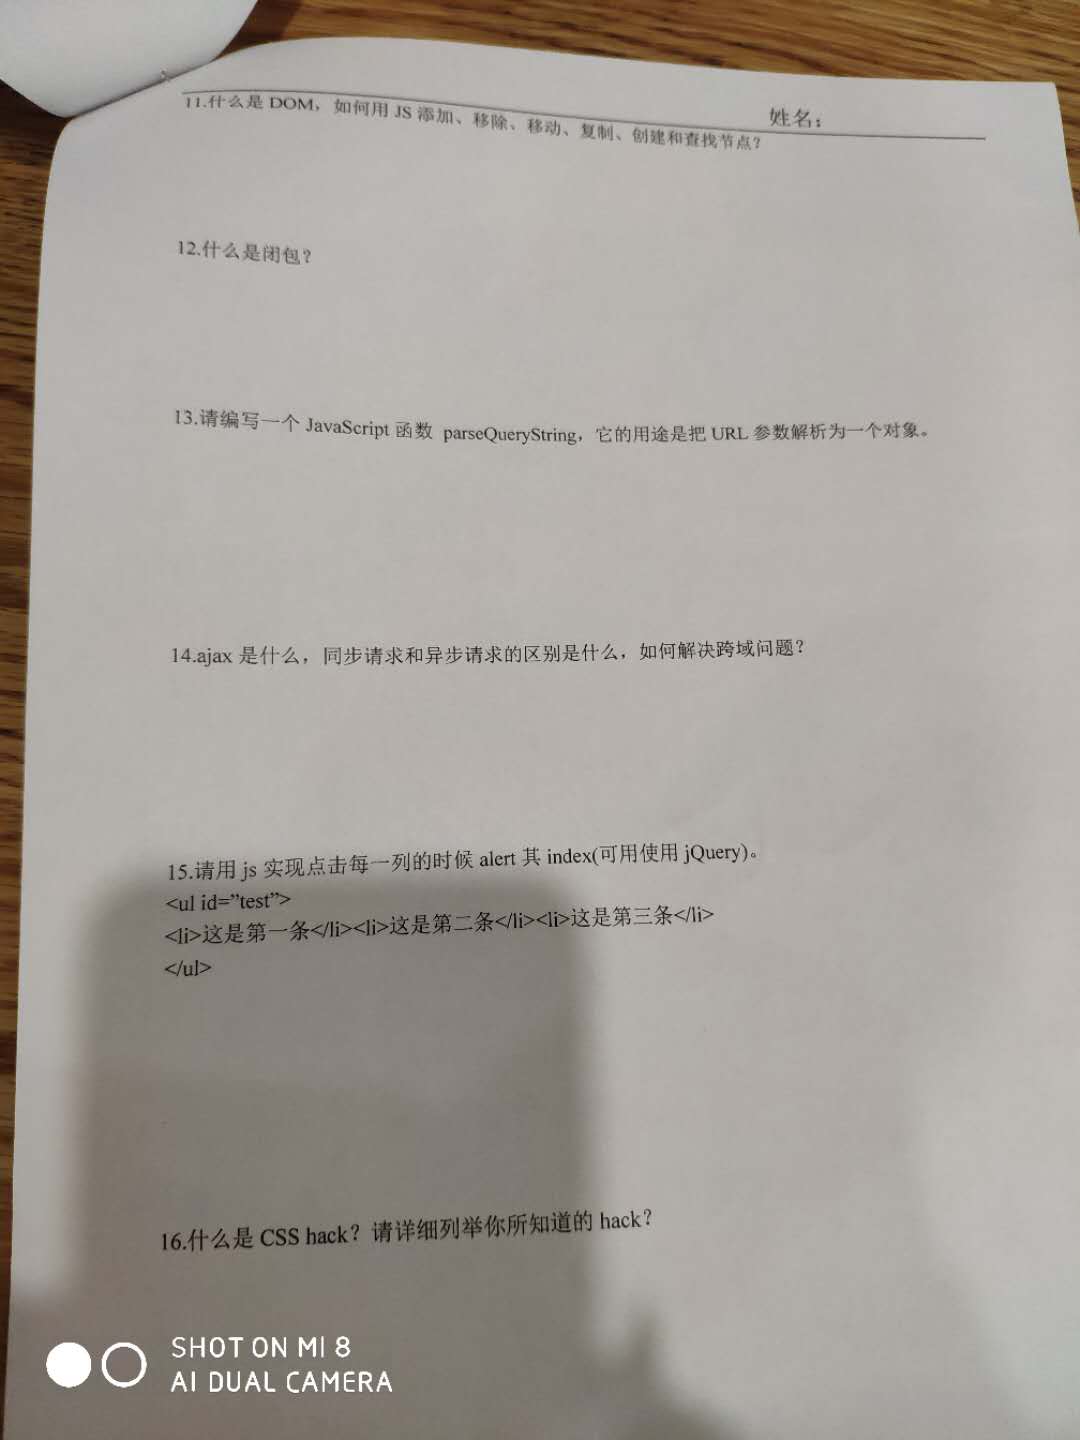 姓名：
11.什么是 DOM，如何用 JS 添加、移除、移动、复制、创建和查找节点？
12.什么是闭包？
13.请编写一个 JavaScript 函数 parseQueryString，它的用途是把 URL 参数解析为一个对象。
14.ajax 是什么，同步请求和异步请求的区别是什么，如何解决跨域问题？
15.请用 js 实现点击每一列的时候 alert 其 index(可用使用 jQuery)。
<ul id=”test”>
<li>这是第一条</li><li>这是第二条</li><li>这是第三条</li>
</ul>
16.什么是 CSS hack？请详细列举你所知道的 hack？
SHOT ON MI 8
AI DUAL CAMERA